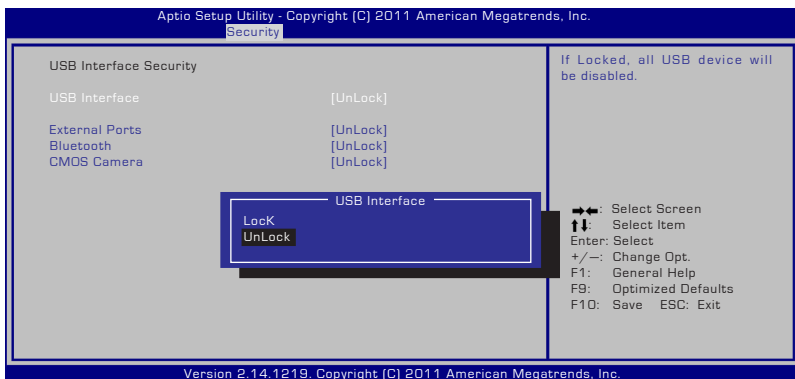 Aptio Setup Utility - Copyright (C) 2011 American Megatrends, Inc.
Security
USB Interface Security
USB Interface [UnLock]
External Ports [UnLock]
Bluetooth [UnLock]
CMOS Camera [UnLock]
USB Interface
LocK
UnLock
If Locked, all USB device will
be disabled.
→←: Select Screen
↑↓: Select Item
Enter: Select
+/—: Change Opt.
F1: General Help
F9: Optimized Defaults
F10: Save ESC: Exit
Version 2.14.1219. Copyright (C) 2011 American Megatrends, Inc.